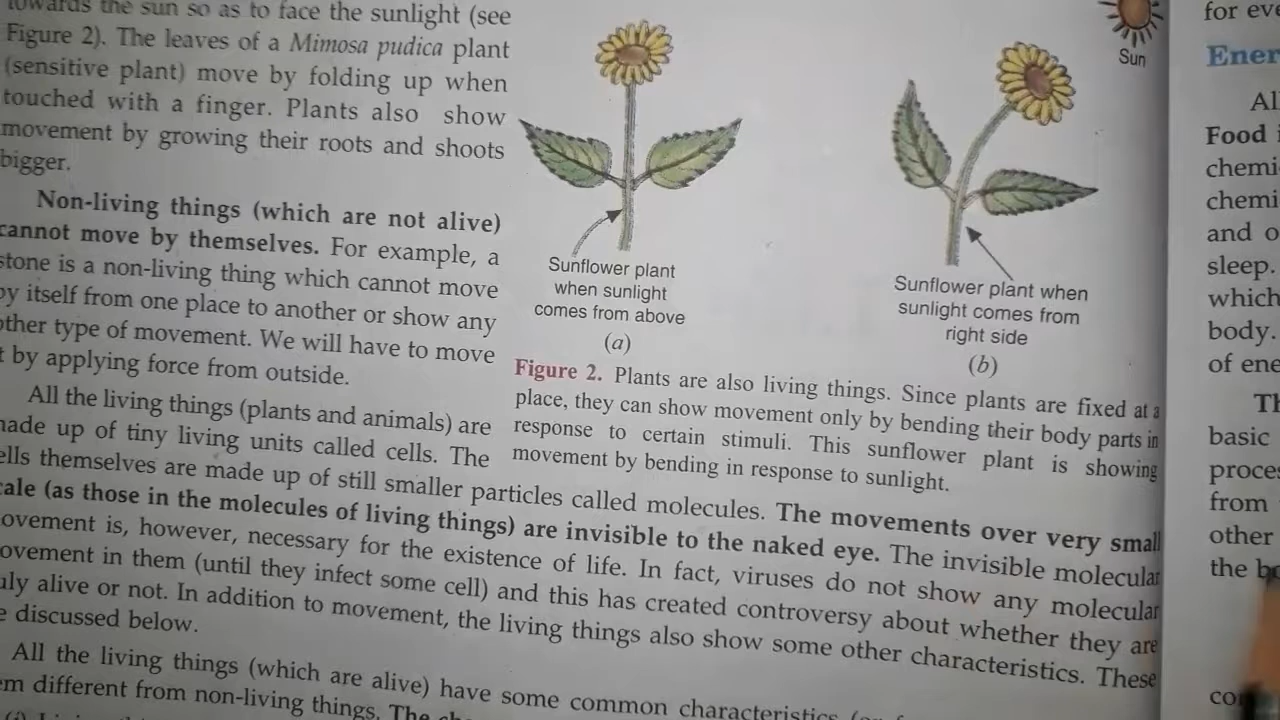 towards the sun so as to face the sunlight (see
Figure 2). The leaves of a Mimosa pudica plant
(sensitive plant) move by folding up when
touched with a finger. Plants also show
movement by growing their roots and shoots
bigger.
Non-living things (which are not alive)
cannot move by themselves. For example, a
stone is a non-living thing which cannot move
by itself from one place to another or show any
other type of movement. We will have to move
t by applying force from outside.
All the living things (plants and animals) are
made up of tiny living units called cells. The
ells themselves are made up of still smaller particles called molecules. The movements over very small
cale (as those in the molecules of living things) are invisible to the naked eye. The invisible molecular
ovement is, however, necessary for the existence of life. In fact, viruses do not show any molecular
ovement in them (until they infect some cell) and this has created controversy about whether they are
uly alive or not. In addition to movement, the living things also show some other characteristics. These
e discussed below.
All the living things (which are alive) have some common characteristics
em different from non-living things. The
Sunflower plant
when sunlight
comes from above
(a)
Sun
Sunflower plant when
sunlight comes from
right side
(b)
Figure 2. Plants are also living things. Since plants are fixed at a
place, they can show movement only by bending their body parts in
response to certain stimuli. This sunflower plant is showing
movement by bending in response to sunlight.
for eve
Ener
Al
Food
chemi
chemi
and o
sleep.
which
body.
of ene
Th
basic
proces
from
other
the